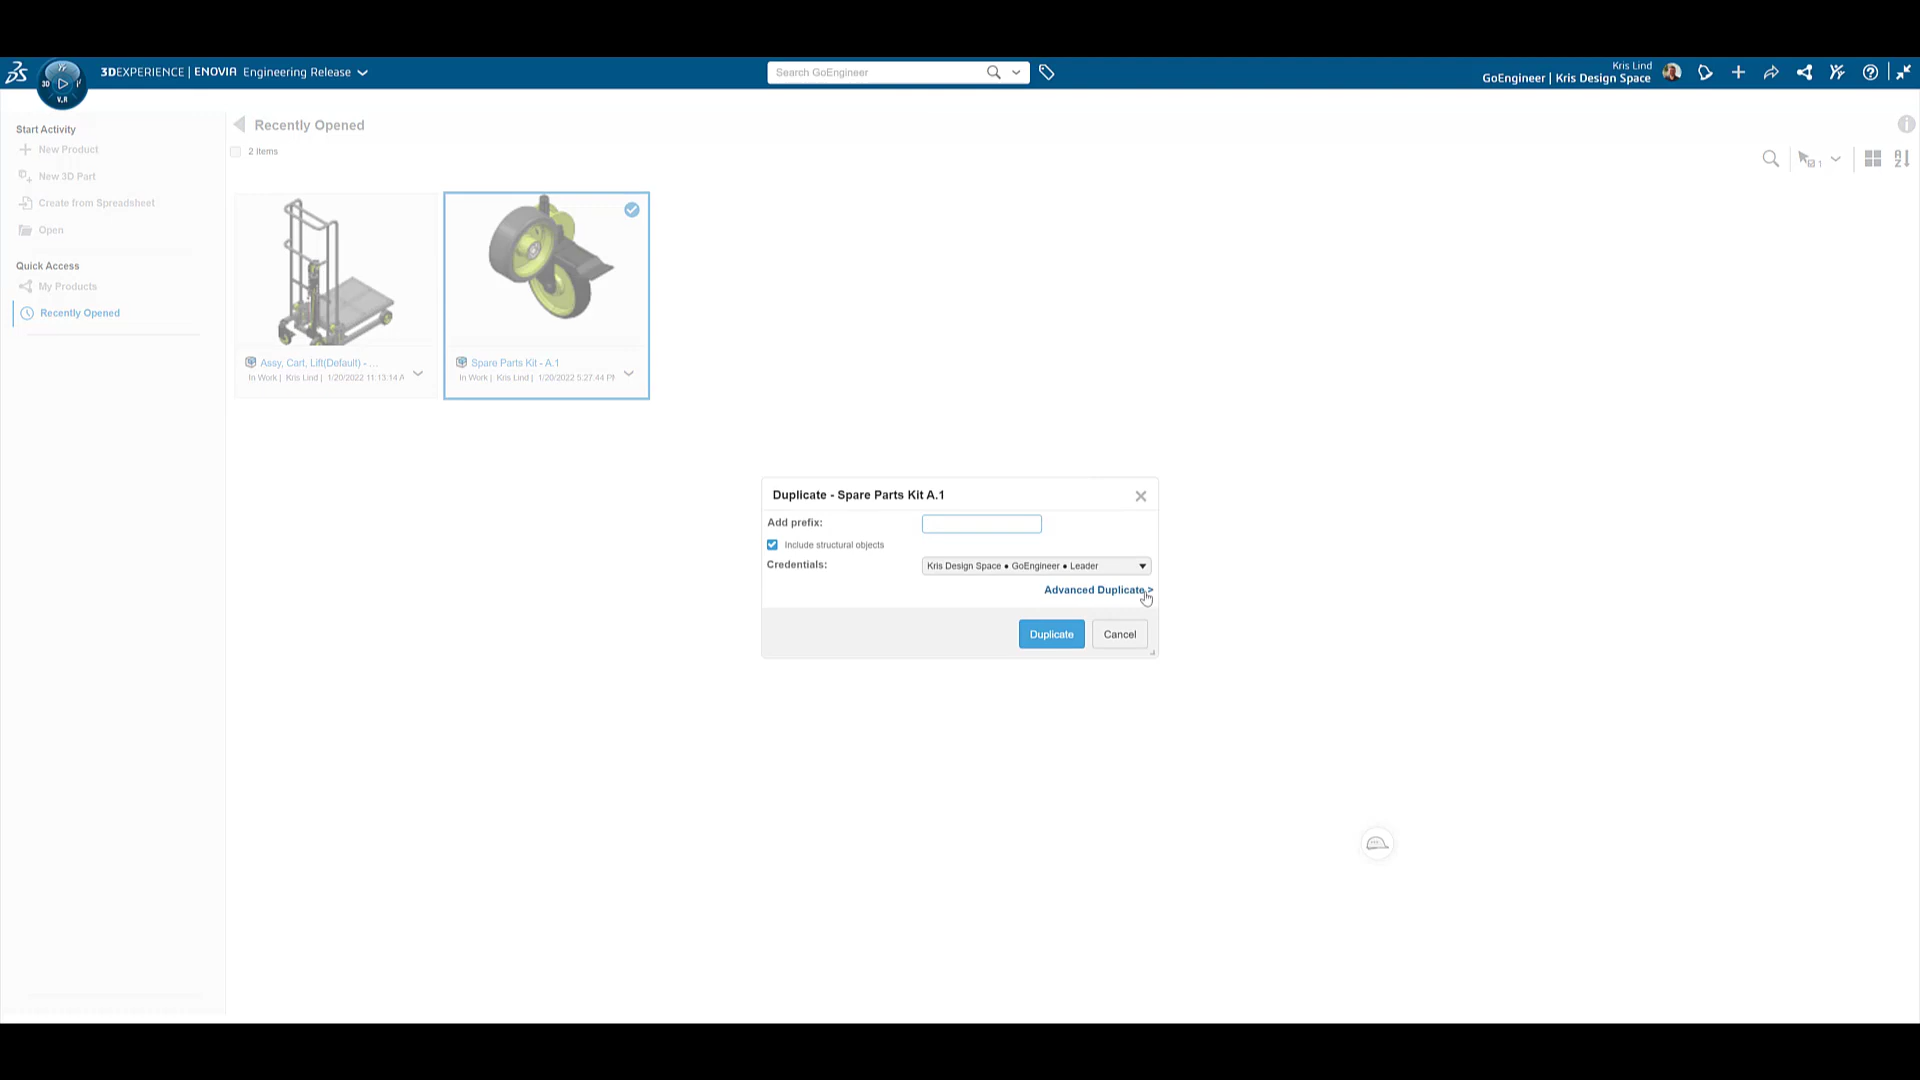 3DEXPERIENCE | ENOVIA Engineering Release
3D
V.R
Search GoEngineer
Kris Lind
GoEngineer | Kris Design Space
Start Activity
New Product
New 3D Part
Create from Spreadsheet
Open
Quick Access
My Products
Recently Opened
Recently Opened
2 Items
1
A
Z
Assy, Cart, Lift(Default) - ...
In Work | Kris Lind | 1/20/2022 11:13:14 A
Spare Parts Kit - A.1
In Work | Kris Lind | 1/20/2022 5:27:44 PM
Duplicate - Spare Parts Kit A.1
Add prefix:
Include structural objects
Credentials:
Kris Design Space ● GoEngineer ● Leader
Advanced Duplicate >
Duplicate
Cancel